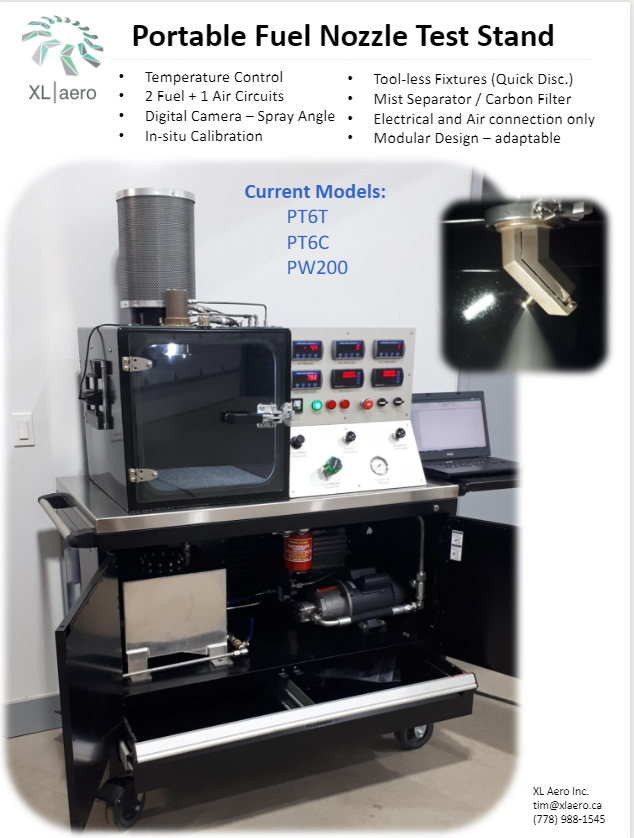 XL|aero
Portable Fuel Nozzle Test Stand
• Temperature Control
• 2 Fuel + 1 Air Circuits
• Digital Camera – Spray Angle
• In-situ Calibration
• Tool-less Fixtures (Quick Disc.)
• Mist Separator / Carbon Filter
• Electrical and Air connection only
• Modular Design – adaptable
Current Models:
PT6T
PT6C
PW200
XL Aero Inc.
tim@xlaero.ca
(778) 988-1545